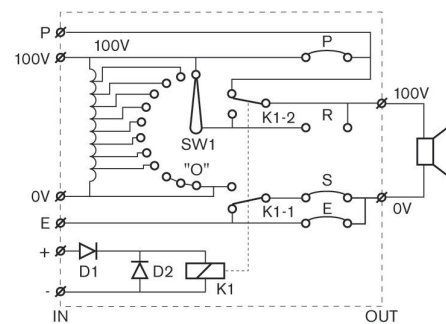 P
100V
100V
P
100V
K1-2
R
SW1
"O"
0V
S
K1-1
E
0V
E
+
D1
D2
K1
-
IN
OUT